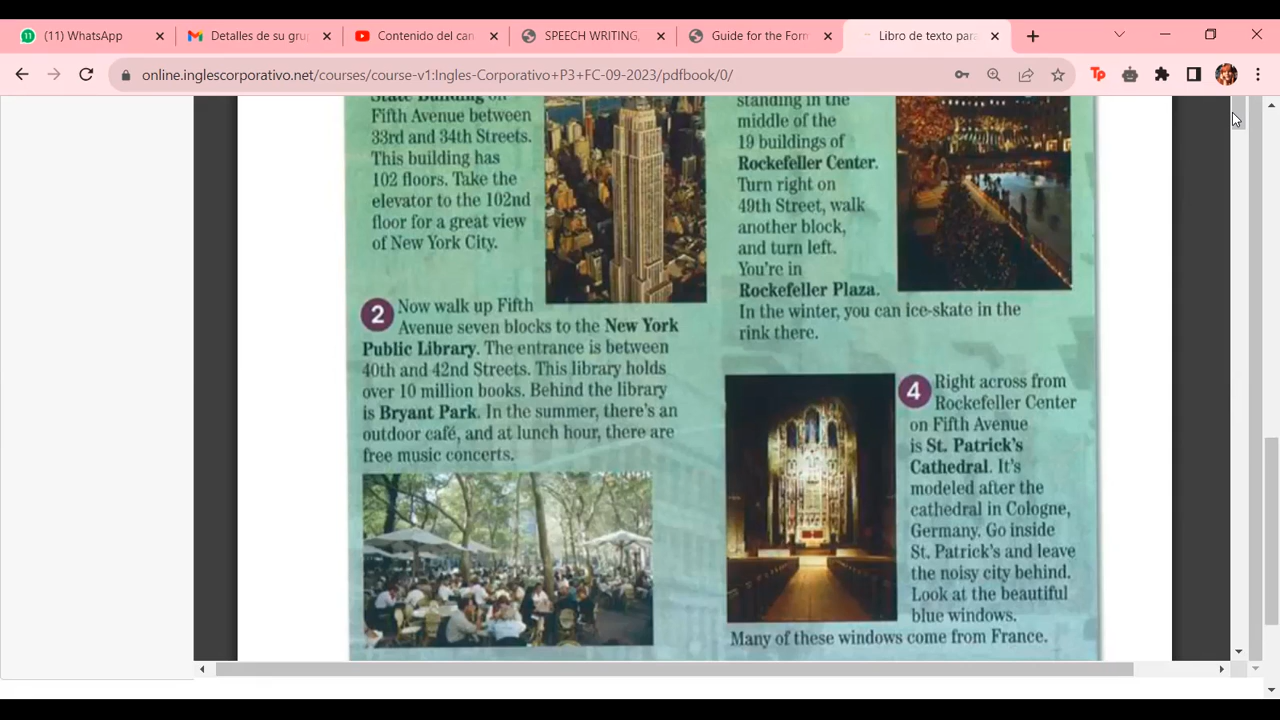 (11) WhatsApp
Detalles de su gru
Contenido del can
SPEECH WRITING,
Guide for the Form
Libro de texto para
online.inglescorporativo.net/courses/course-v1:Ingles-Corporativo+P3+FC-09-2023/pdfbook/0/
State Building on
Fifth Avenue between
33rd and 34th Streets.
This building has
102 floors. Take the
elevator to the 102nd
floor for a great view
of New York City.
2 Now walk up Fifth
Avenue seven blocks to the New York
Public Library. The entrance is between
40th and 42nd Streets. This library holds
over 10 million books. Behind the library
is Bryant Park. In the summer, there's an
outdoor café, and at lunch hour, there are
free music concerts.
standing in the
middle of the
19 buildings of
Rockefeller Center.
Turn right on
49th Street, walk
another block,
and turn left.
You're in
Rockefeller Plaza.
In the winter, you can ice-skate in the
rink there.
4 Right across from
Rockefeller Center
on Fifth Avenue
is St. Patrick's
Cathedral. It's
modeled after the
cathedral in Cologne,
Germany. Go inside
St. Patrick's and leave
the noisy city behind.
Look at the beautiful
blue windows.
Many of these windows come from France.